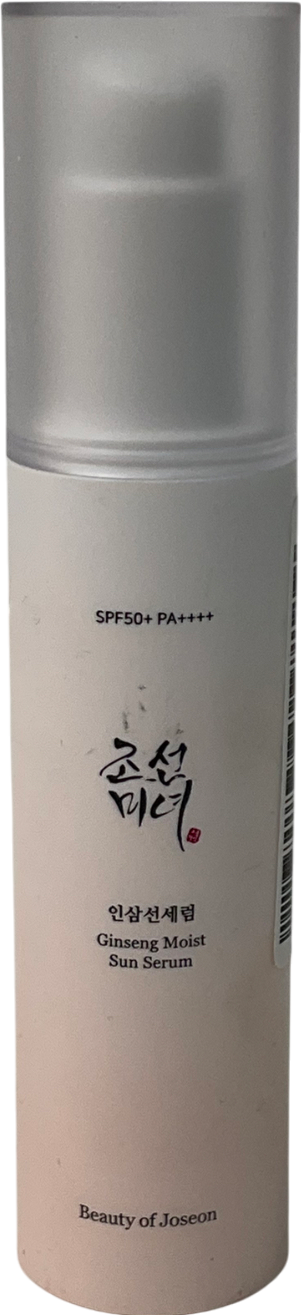 SPF50+ PA++++
조선
미녀
인삼선세럼
Ginseng Moist
Sun Serum
Beauty of Joseon